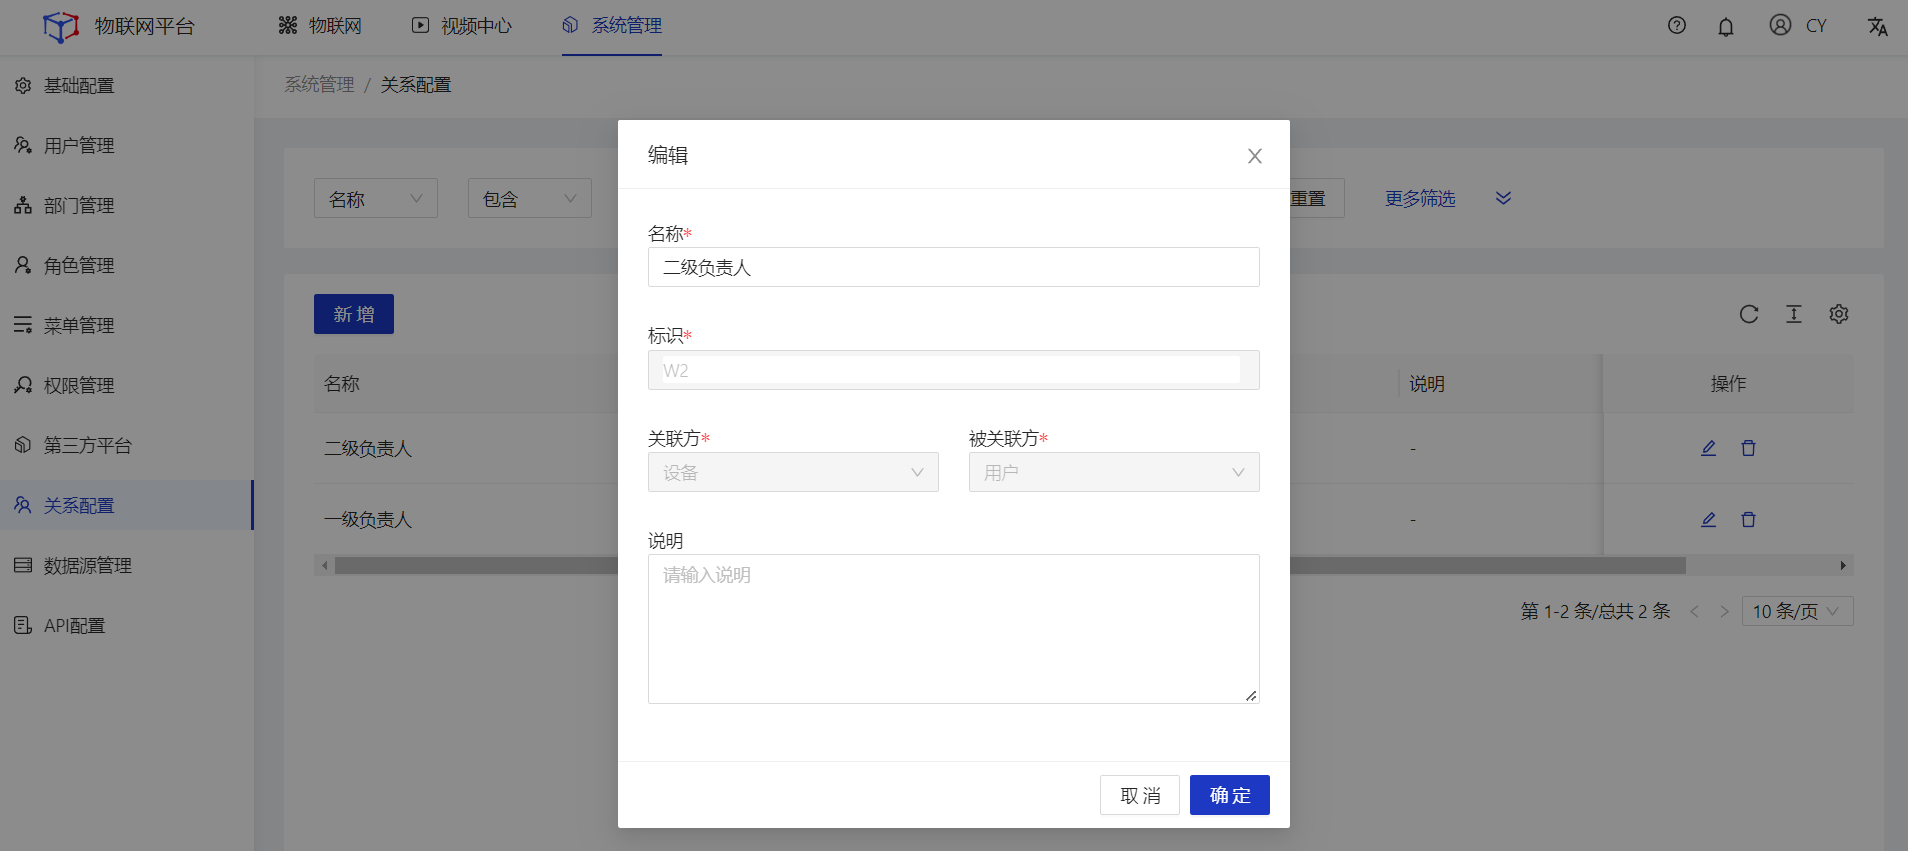 物联网平台
物联网
视频中心
系统管理
CY
基础配置
用户管理
部门管理
角色管理
菜单管理
权限管理
第三方平台
关系配置
数据源管理
API配置
系统管理 / 关系配置
名称
包含
重置
更多筛选
新增
名称
说明
操作
二级负责人
-
一级负责人
-
第 1-2 条/总共 2 条
10 条/页
编辑
名称*
二级负责人
标识*
W2
关联方*
被关联方*
设备
用户
说明
请输入说明
取消
确定